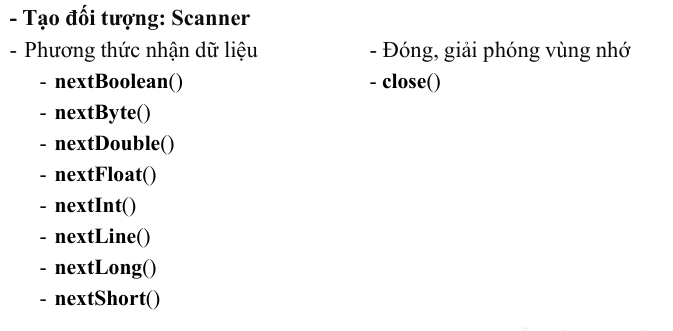 - Tạo đối tượng: Scanner
- Phương thức nhận dữ liệu
- nextBoolean()
- nextByte()
- nextDouble()
- nextFloat()
- nextInt()
- nextLine()
- nextLong()
- nextShort()
- Đóng, giải phóng vùng nhớ
- close()